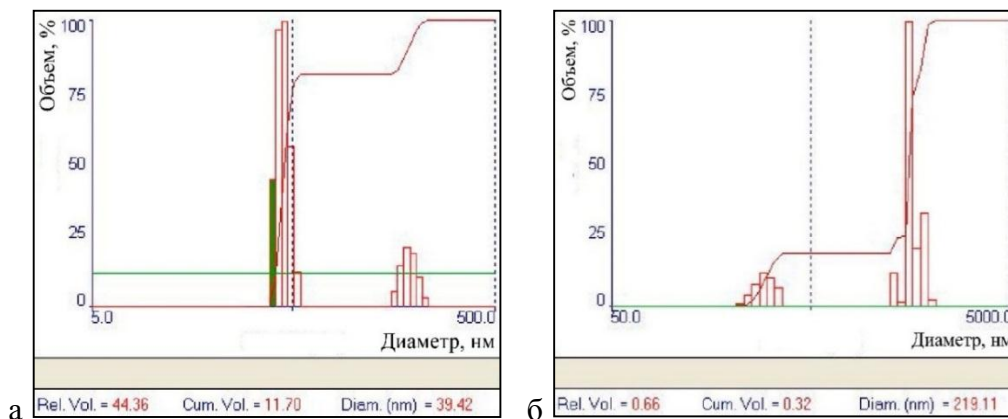 Объем, %
100
75
50
25
0
5.0
500.0
Диаметр, нм
Rel. Vol. = 44.36 Cum. Vol. = 11.70 Diam. (nm) = 39.42
а
Объем, %
100
75
50
25
0
50.0
5000.0
Диаметр, нм
Rel. Vol. = 0.66 Cum. Vol. = 0.32 Diam. (nm) = 219.11
б